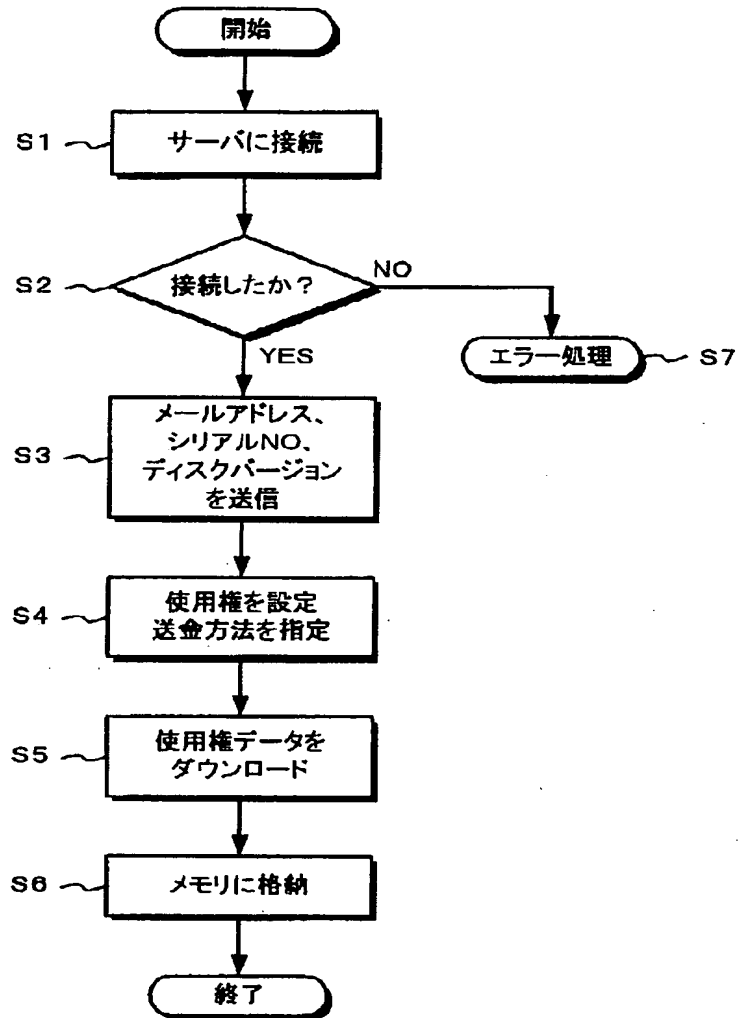 開始
S1
サーバに接続
S2
接続したか？
NO
YES
エラー処理
S7
S3
メールアドレス、
シリアルNO、
ディスクバージョン
を送信
S4
使用権を設定
送金方法を指定
S5
使用権データを
ダウンロード
S6
メモリに格納
終了